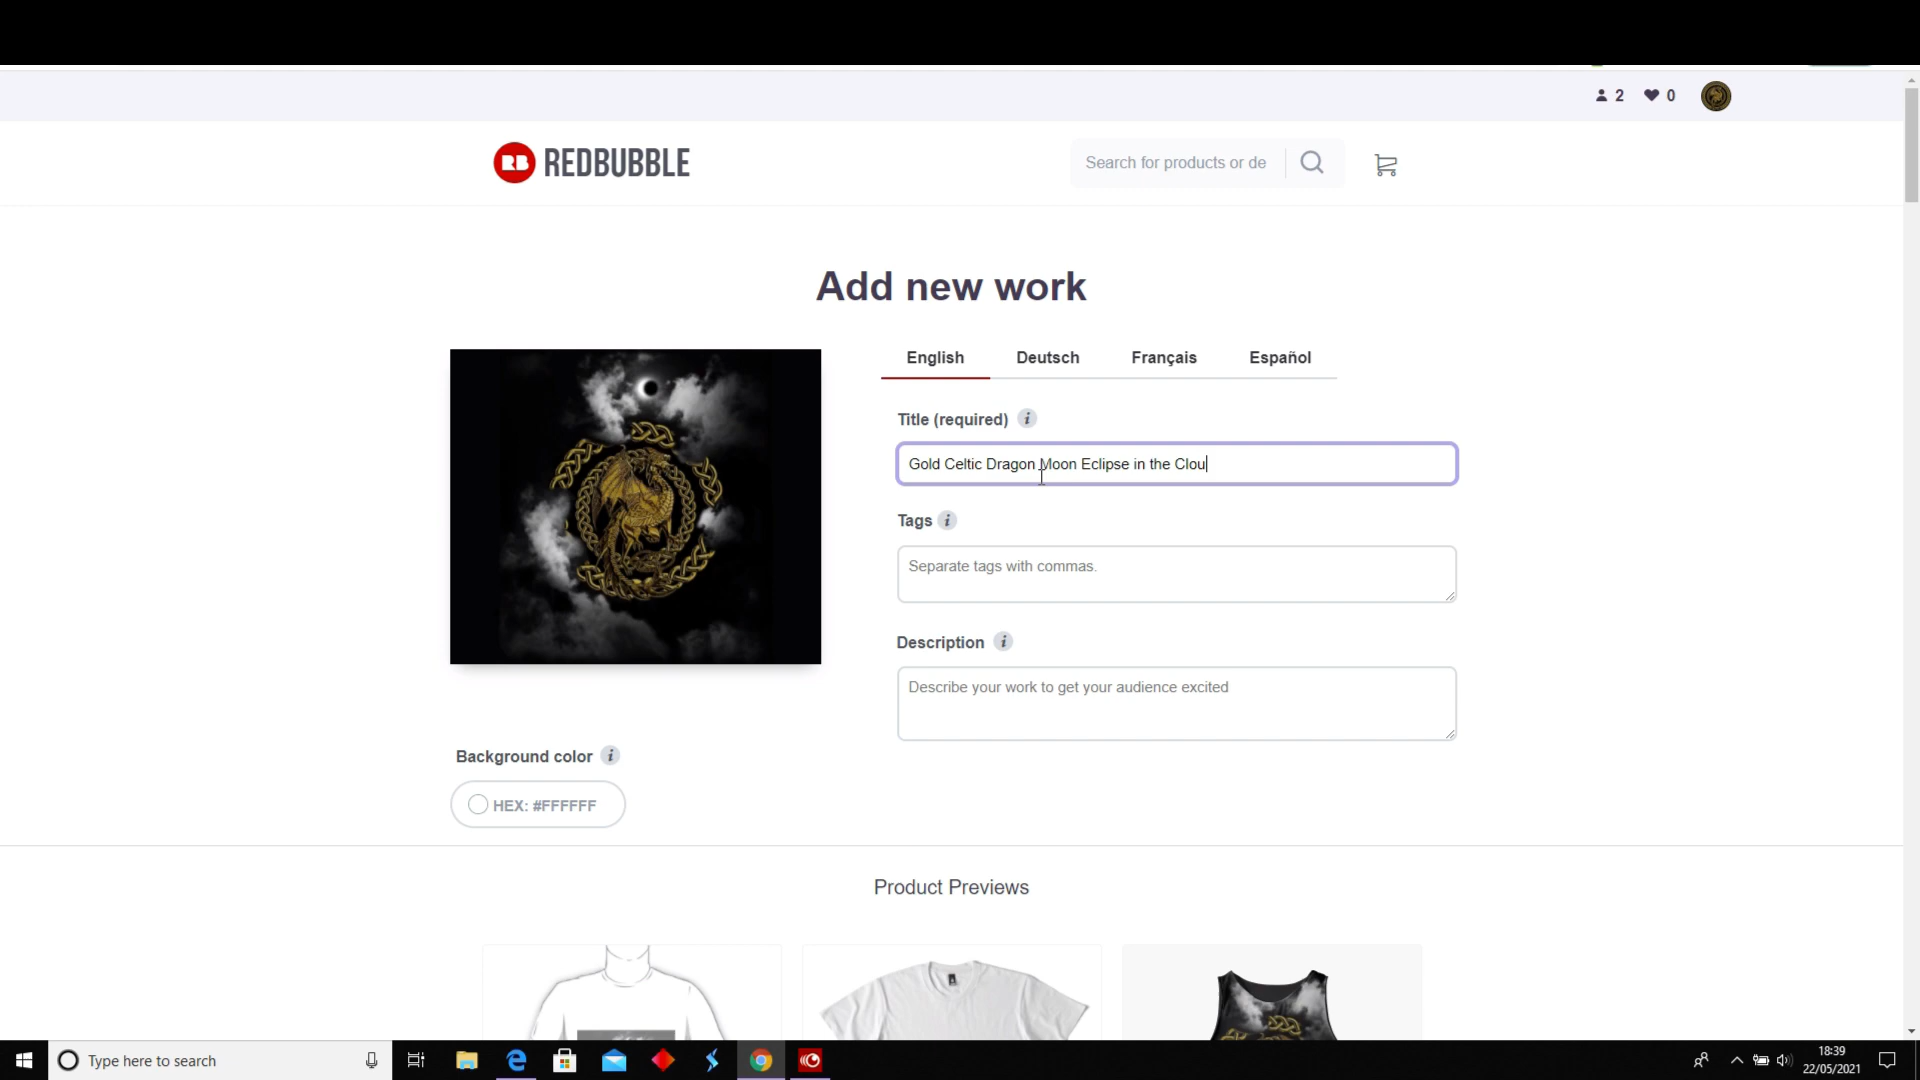 2 0
RB REDBUBBLE
Search for products or de
Add new work
English Deutsch Français Español
Title (required) i
Gold Celtic Dragon Moon Eclipse in the Clou
Tags i
Separate tags with commas.
Description i
Describe your work to get your audience excited
Background color i
HEX: #FFFFFF
Product Previews
Type here to search
18:39
22/05/2021